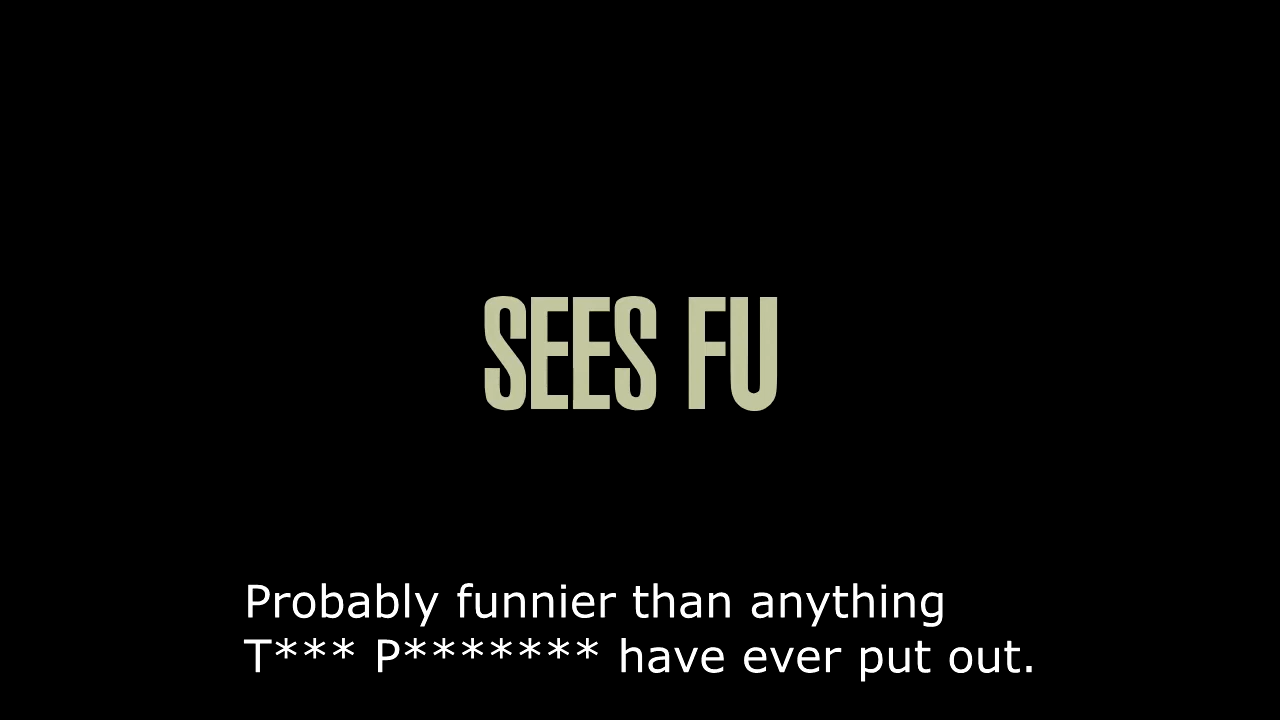 SEES FU
Probably funnier than anything
T*** P******* have ever put out.